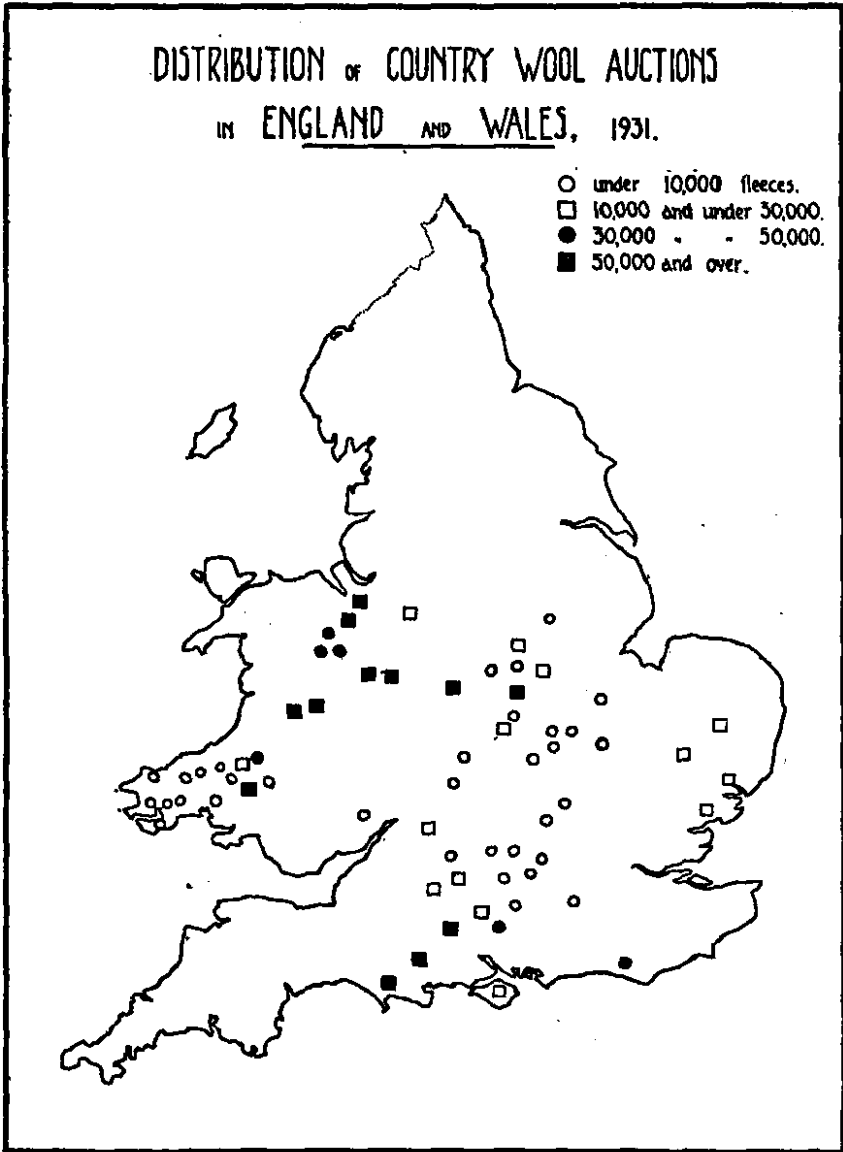 DISTRIBUTION OF COUNTRY WOOL AUCTIONS
IN ENGLAND AND WALES, 1931.
under 10,000 fleeces.
10,000 and under 30,000.
30,000 " " 50,000.
50,000 and over.